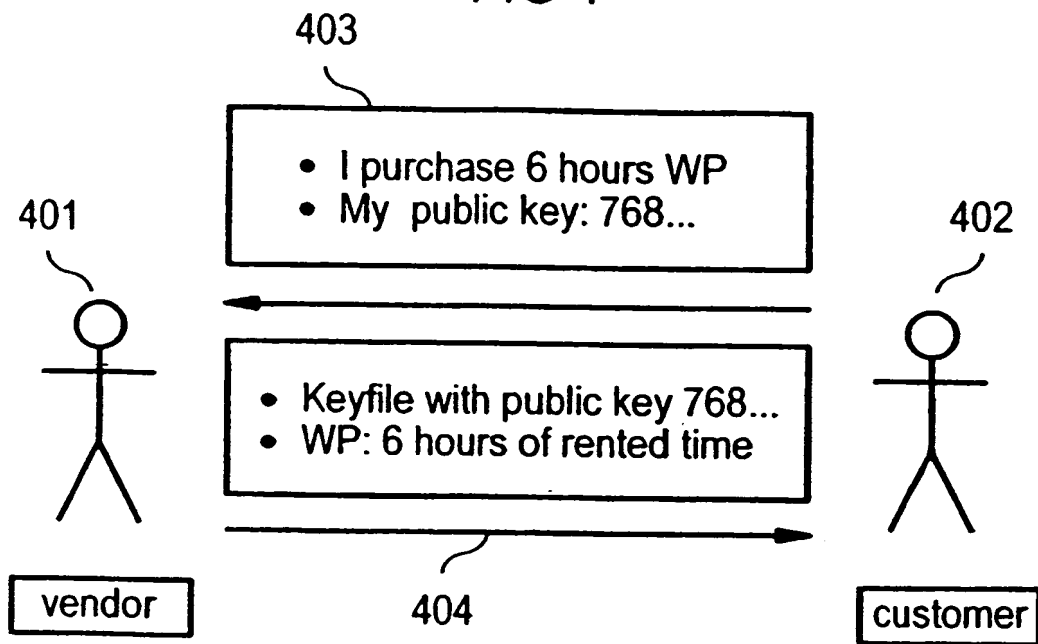 403
• I purchase 6 hours WP
• My public key: 768...
401
402
• Keyfile with public key 768...
• WP: 6 hours of rented time
vendor
404
customer